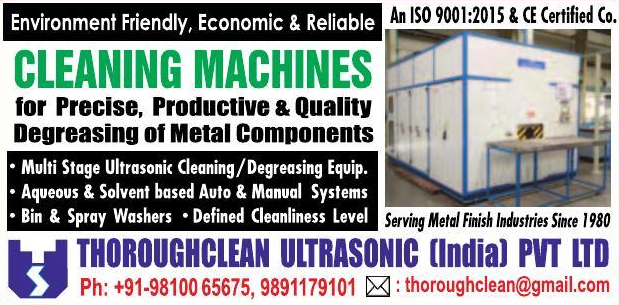 Environment Friendly, Economic & Reliable
CLEANING MACHINES
for Precise, Productive & Quality
Degreasing of Metal Components
• Multi Stage Ultrasonic Cleaning/Degreasing Equip.
• Aqueous & Solvent based Auto & Manual Systems
• Bin & Spray Washers • Defined Cleanliness Level
An ISO 9001:2015 & CE Certified Co.
Serving Metal Finish Industries Since 1980
THOROUGHCLEAN ULTRASONIC (India) PVT LTD
Ph: +91-98100 65675, 9891179101 : thoroughclean@gmail.com